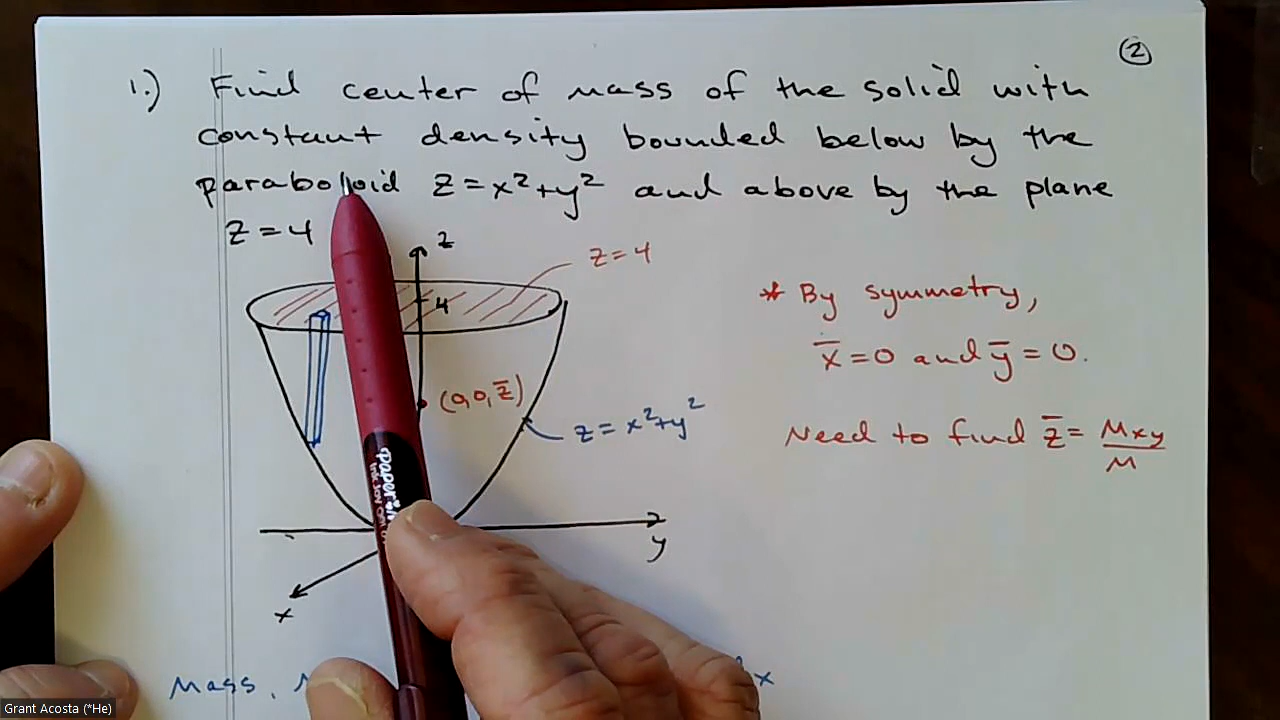 ②
1.) Find center of mass of the solid with
constant density bounded below by the
paraboloid z = x² + y² and above by the plane
z = 4
z
z = 4
4
* By symmetry,
x̄ = 0 and ȳ = 0.
(0,0,z̄)
z = x² + y²
Need to find z̄ = Mxy
M
y
x
Mass,
Grant Acosta (*He)